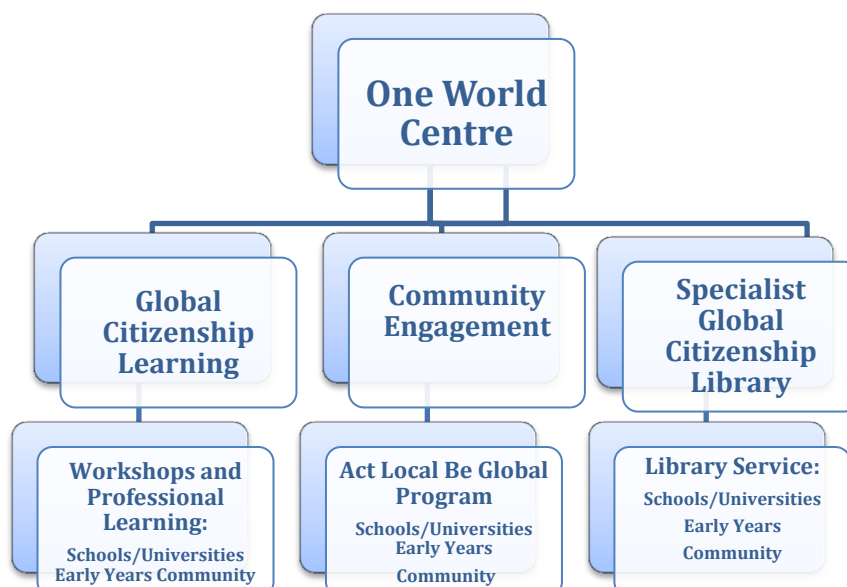 One World
Centre
Global
Citizenship
Learning
Community
Engagement
Specialist
Global
Citizenship
Library
Workshops and
Professional
Learning:
Schools/Universities
Early Years Community
Act Local Be Global
Program
Schools/Universities
Early Years
Community
Library Service:
Schools/Universities
Early Years
Community